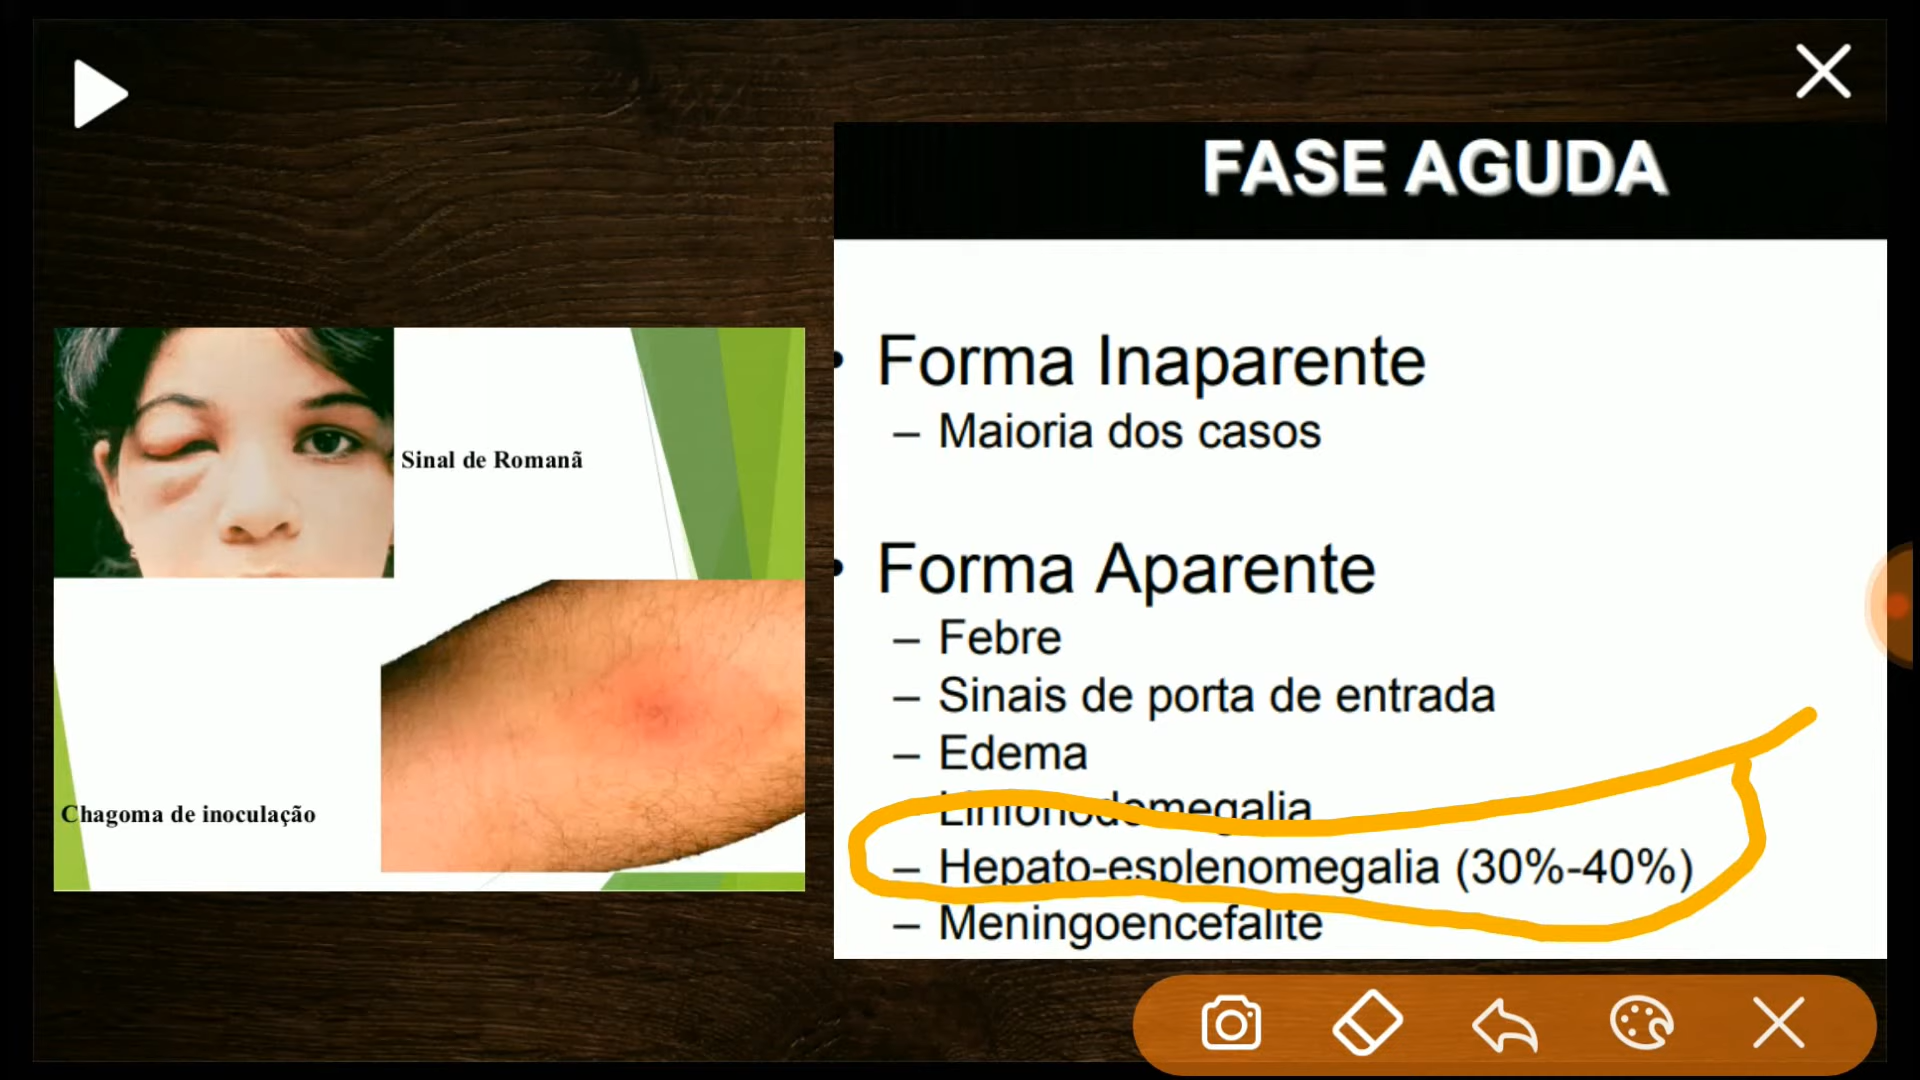 Sinal de Romanã
Chagoma de inoculação
FASE AGUDA
• Forma Inaparente
– Maioria dos casos
• Forma Aparente
– Febre
– Sinais de porta de entrada
– Edema
Linfonodomegalia
– Hepato-esplenomegalia (30%-40%)
– Meningoencefalite